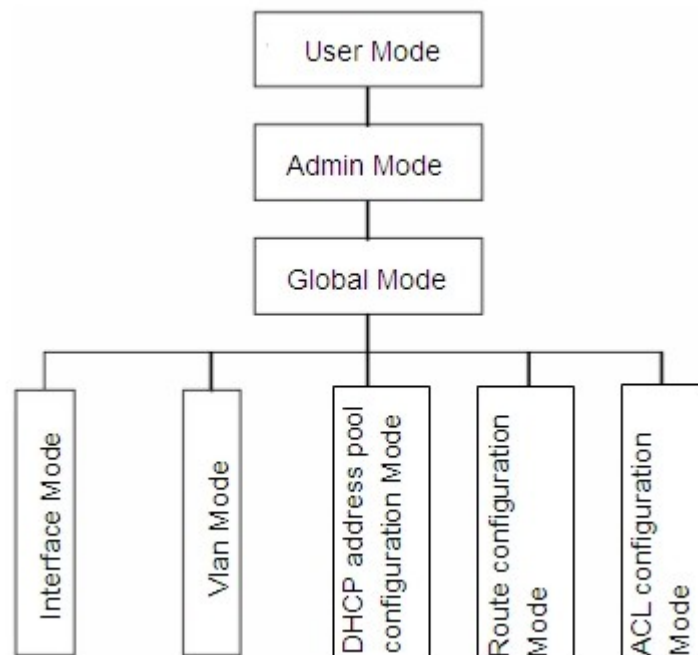 User Mode
Admin Mode
Global Mode
Interface Mode
Vlan Mode
DHCP address pool
configuration Mode
Route configuration
Mode
ACL configuration
Mode